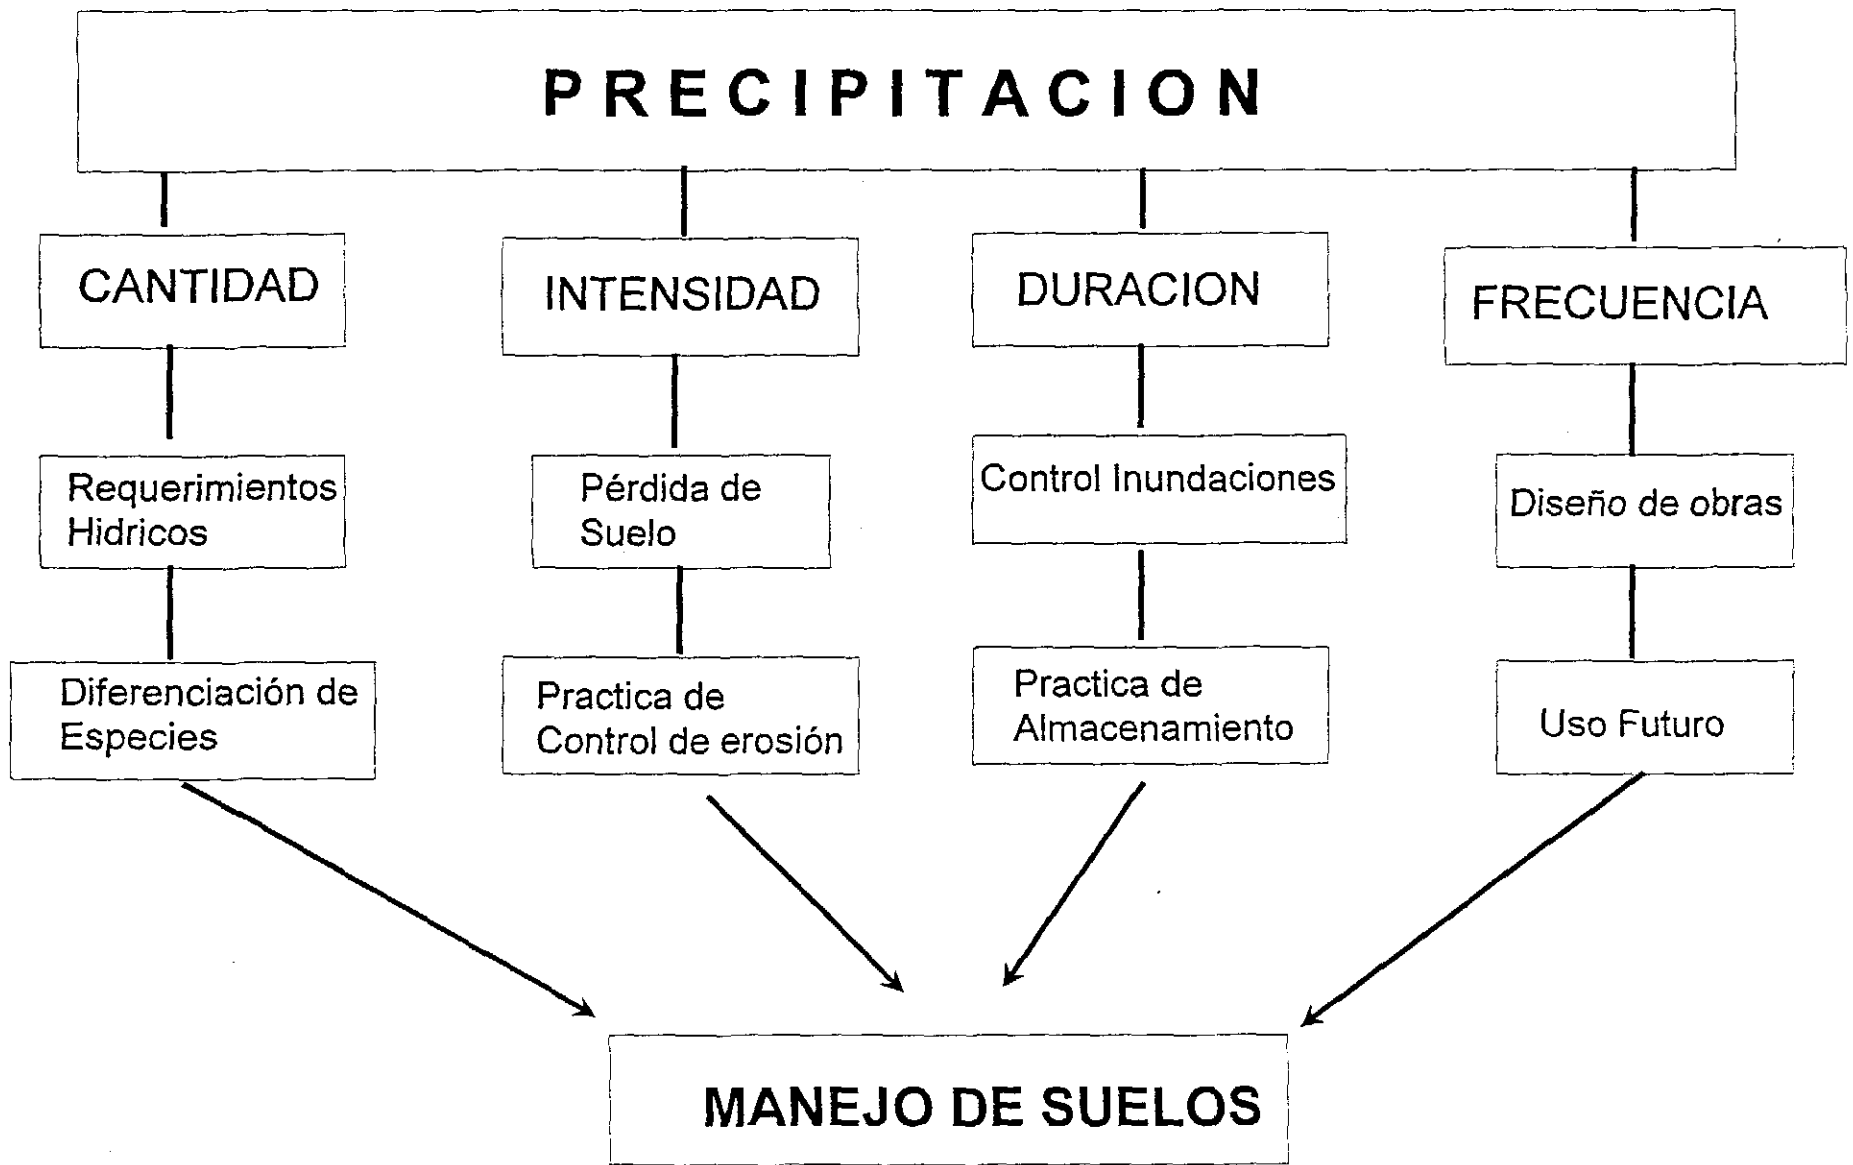 PRECIPITACION
CANTIDAD
INTENSIDAD
DURACION
FRECUENCIA
Requerimientos
Hidricos
Pérdida de
Suelo
Control Inundaciones
Diseño de obras
Diferenciación de
Especies
Practica de
Control de erosión
Practica de
Almacenamiento
Uso Futuro
MANEJO DE SUELOS